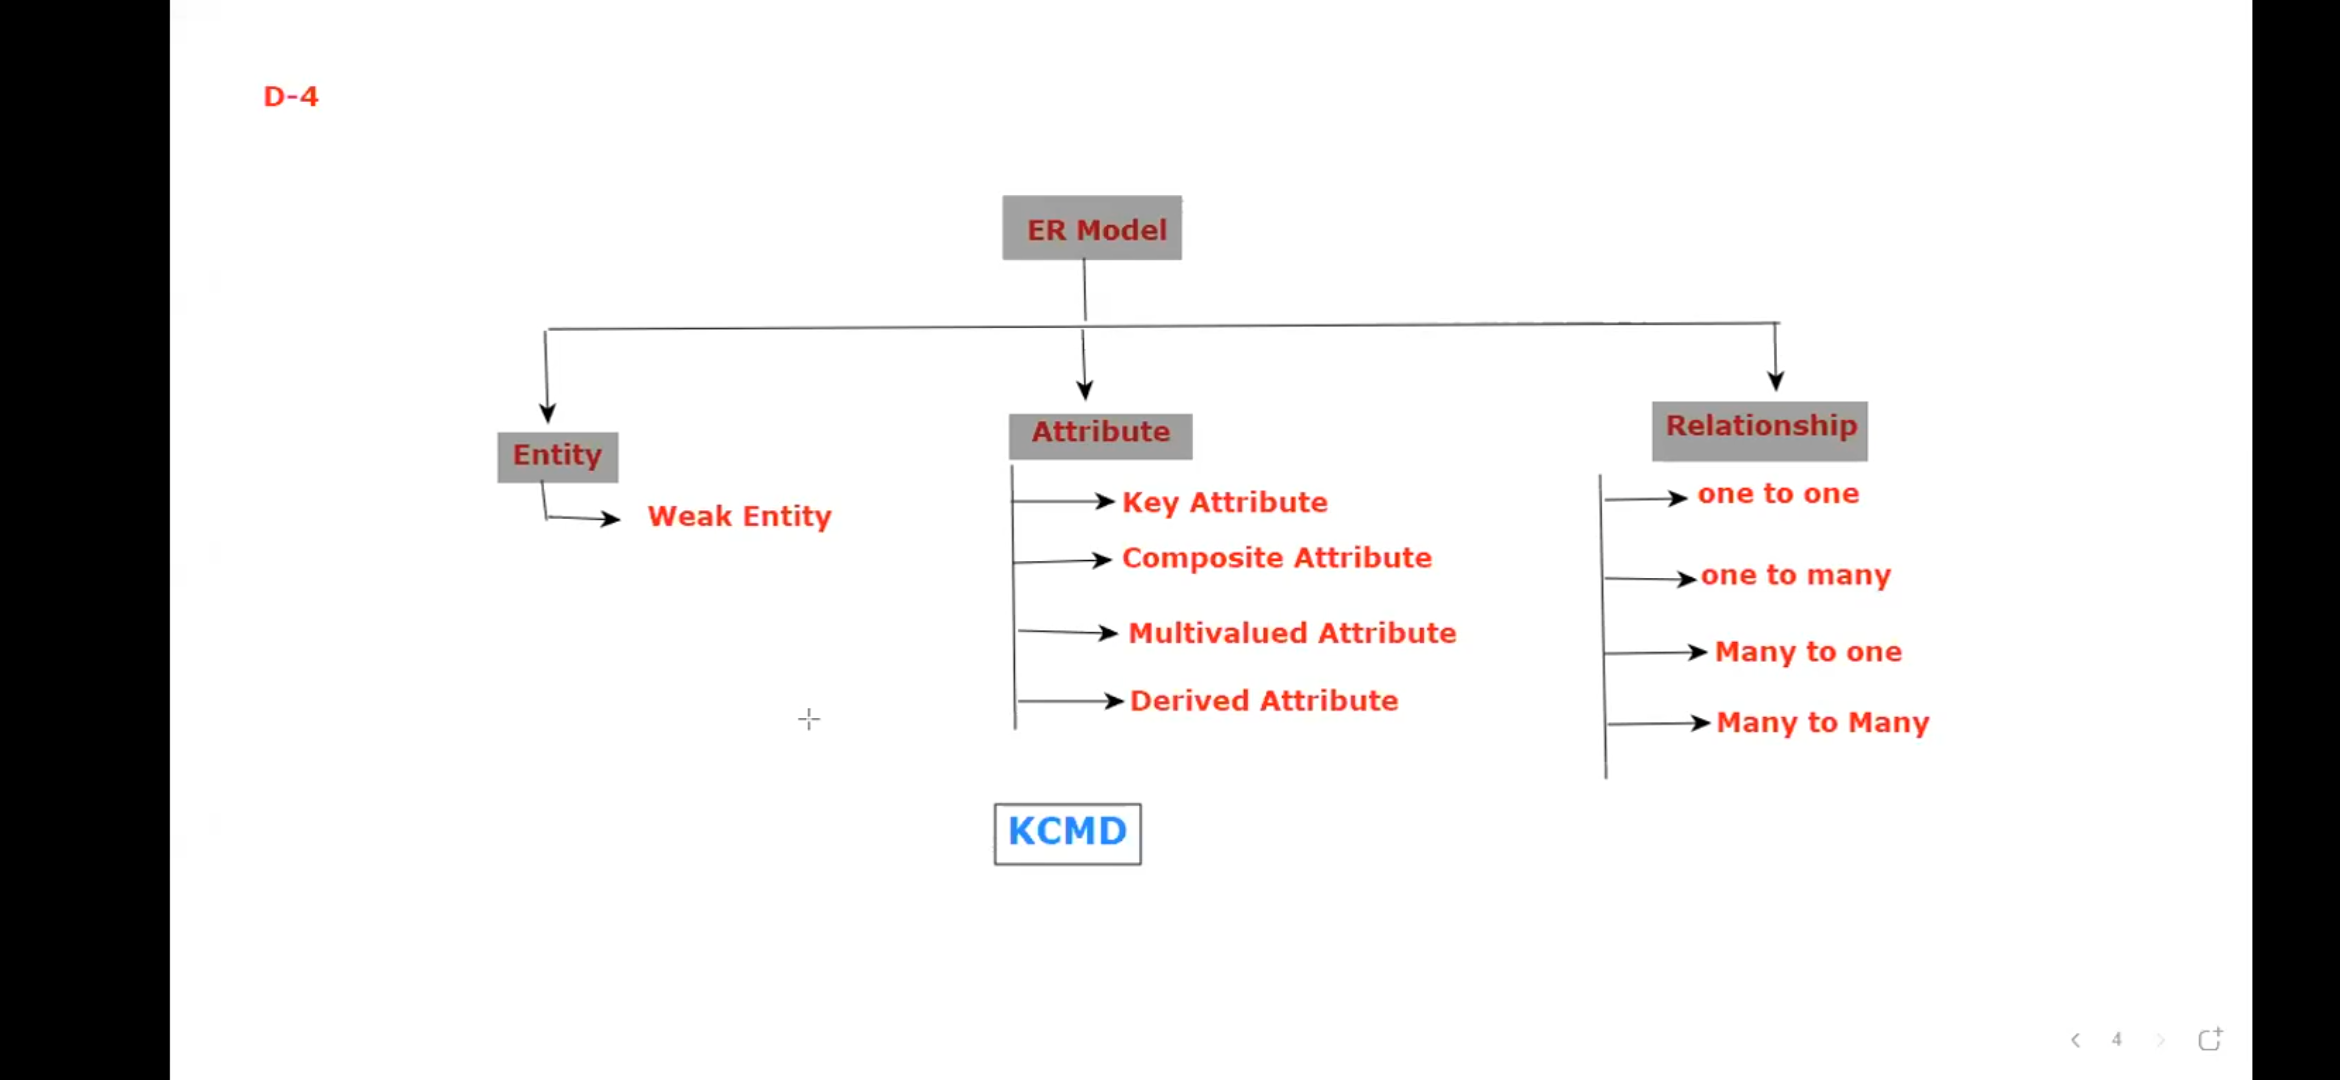 D-4
ER Model
Entity
Weak Entity
Attribute
Key Attribute
Composite Attribute
Multivalued Attribute
Derived Attribute
Relationship
one to one
one to many
Many to one
Many to Many
KCMD
4